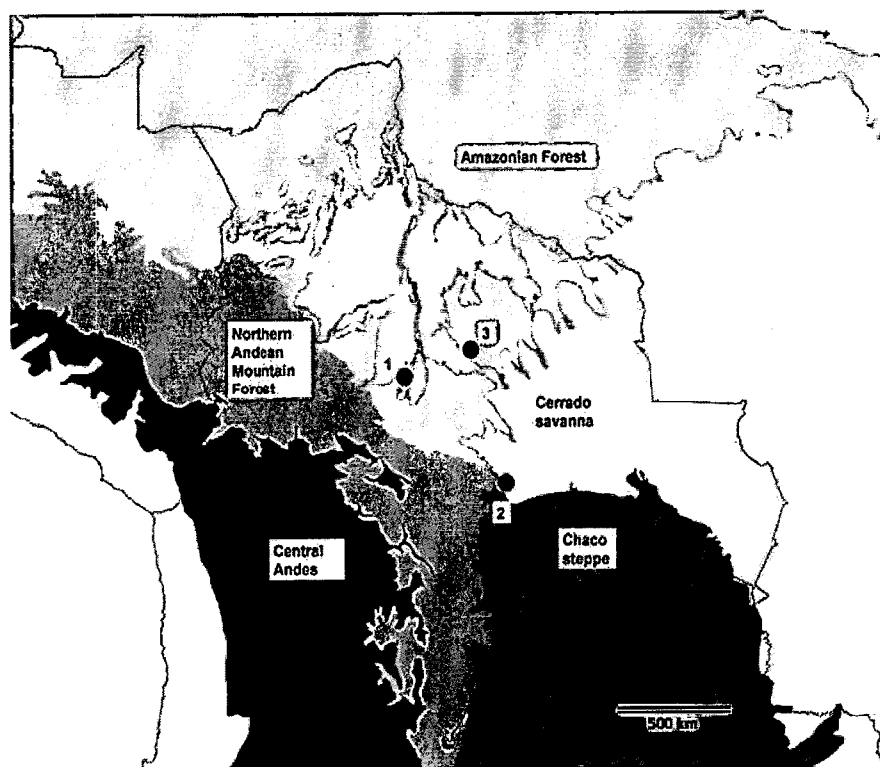 Amazonian Forest
Northern
Andean
Mountain
Forest
1
3
Cerrado
savanna
2
Central
Andes
Chaco
steppe
500 km